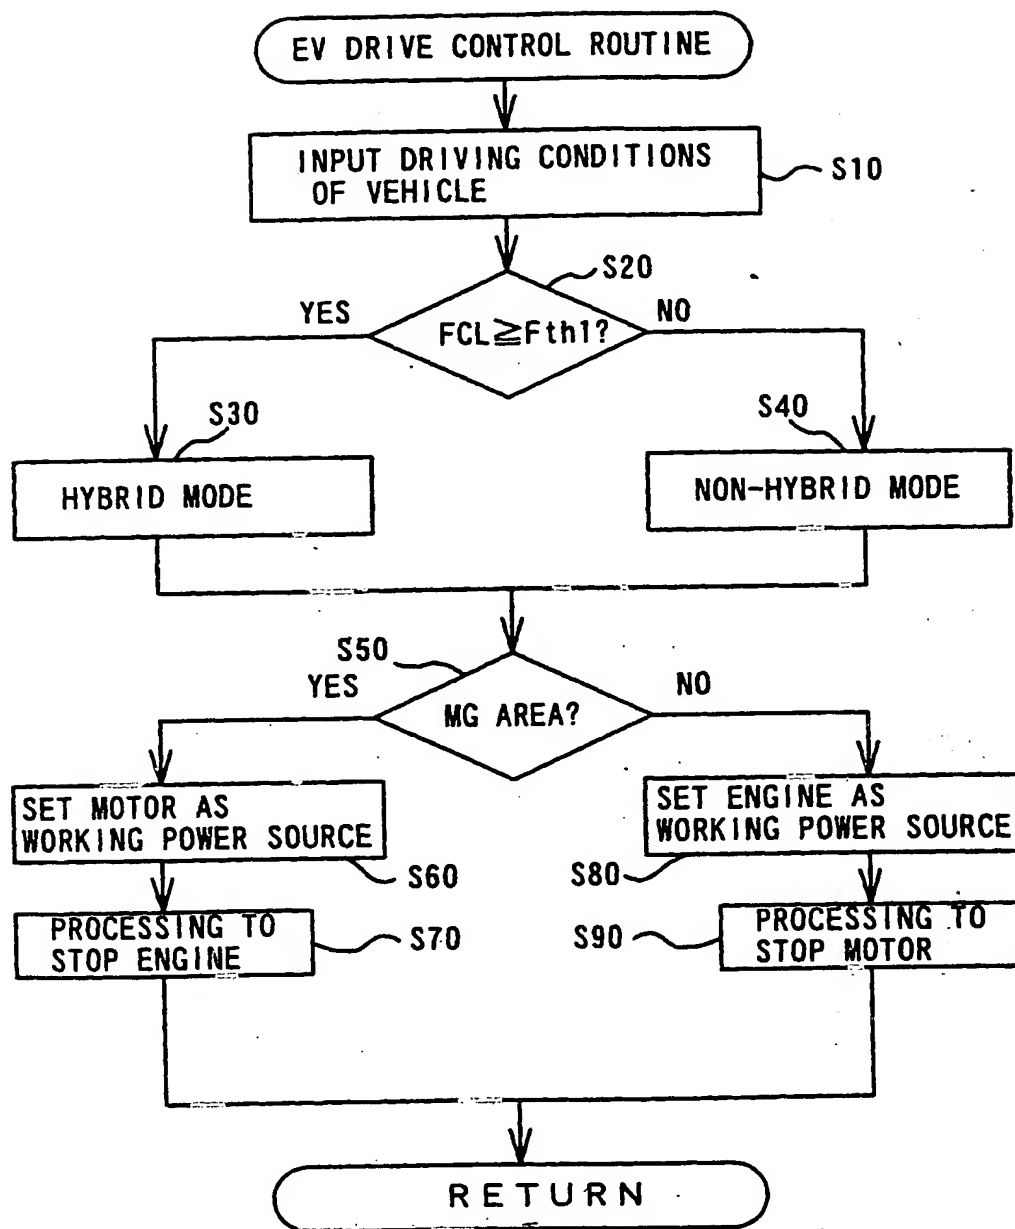 EV DRIVE CONTROL ROUTINE
INPUT DRIVING CONDITIONS
OF VEHICLE
S10
S20
YES
NO
FCL≧Fth1?
S30
S40
HYBRID MODE
NON-HYBRID MODE
S50
YES
NO
MG AREA?
SET MOTOR AS
WORKING POWER SOURCE
SET ENGINE AS
WORKING POWER SOURCE
S60
S80
PROCESSING TO
STOP ENGINE
S70
S90
PROCESSING TO
STOP MOTOR
RETURN